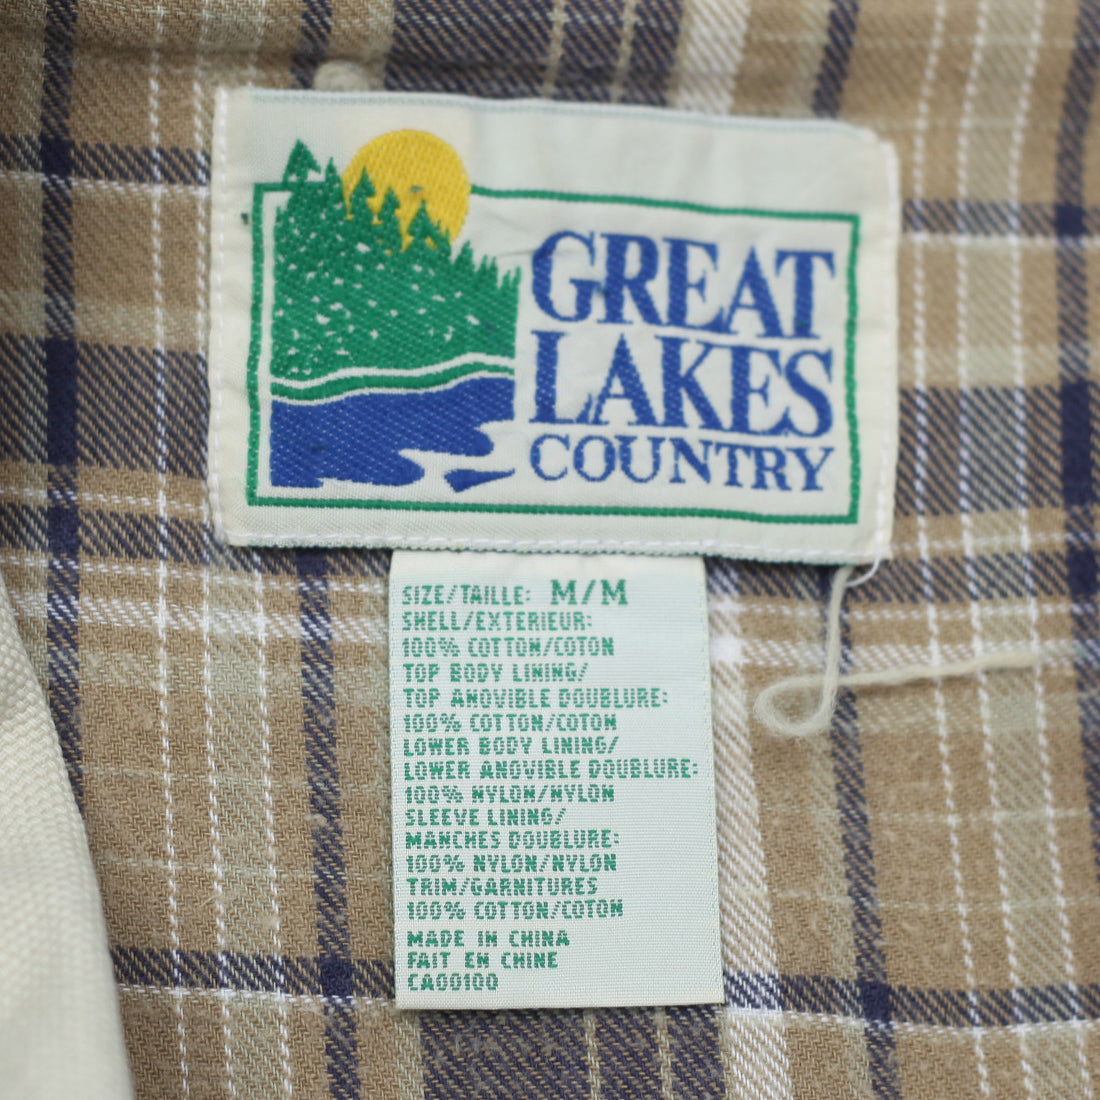 GREAT
LAKES
COUNTRY
SIZE/TAILLE: M/M
SHELL/EXTERIEUR:
100% COTTON/COTON
TOP BODY LINING/
TOP ANOVIBLE DOUBLURE:
100% COTTON/COTON
LOWER BODY LINING/
LOWER ANOVIBLE DOUBLURE:
100% NYLON/NYLON
SLEEVE LINING/
MANCHES DOUBLURE:
100% NYLON/NYLON
TRIM/GARNITURES
100% COTTON/COTON
MADE IN CHINA
FAIT EN CHINE
CA00100